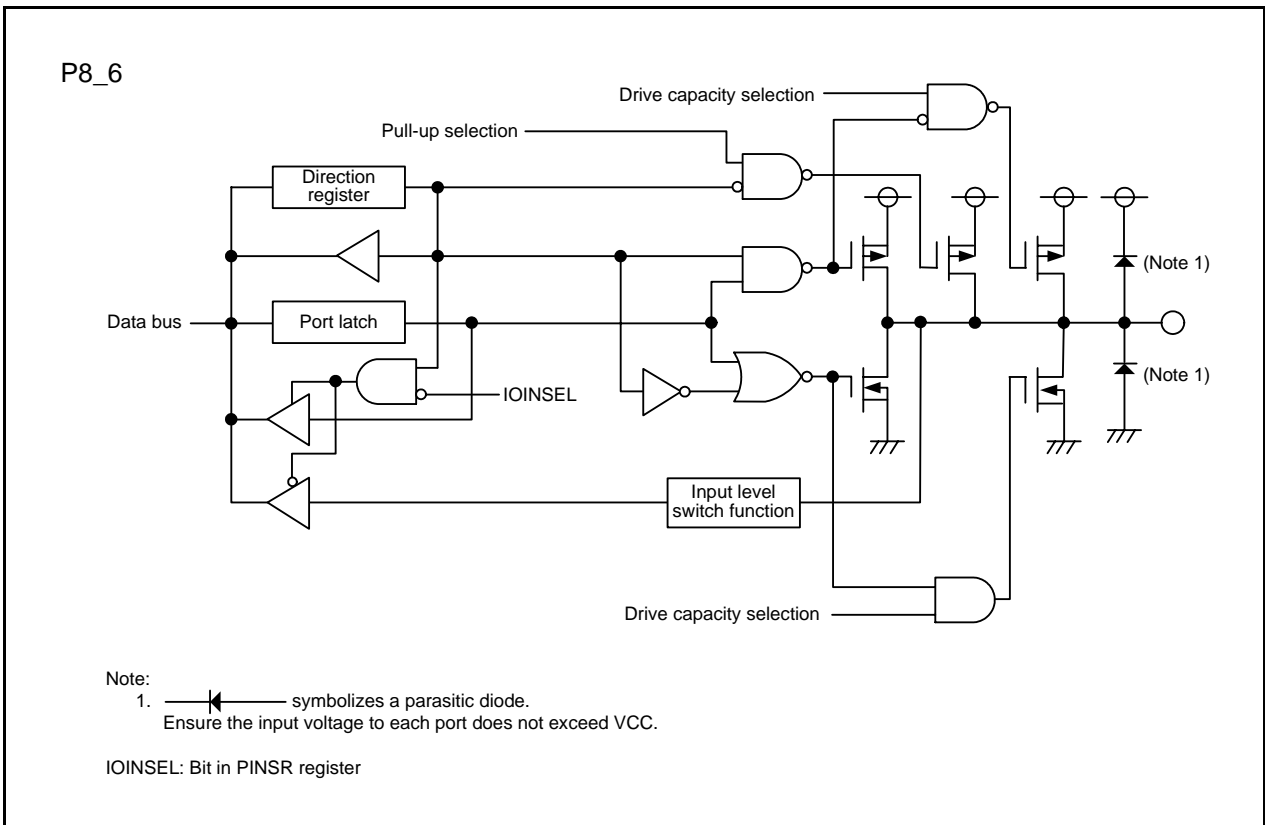 P8_6
Drive capacity selection
Pull-up selection
Direction
register
(Note 1)
Data bus
Port latch
(Note 1)
IOINSEL
Input level
switch function
Drive capacity selection
Note:
1. symbolizes a parasitic diode.
Ensure the input voltage to each port does not exceed VCC.
IOINSEL: Bit in PINSR register